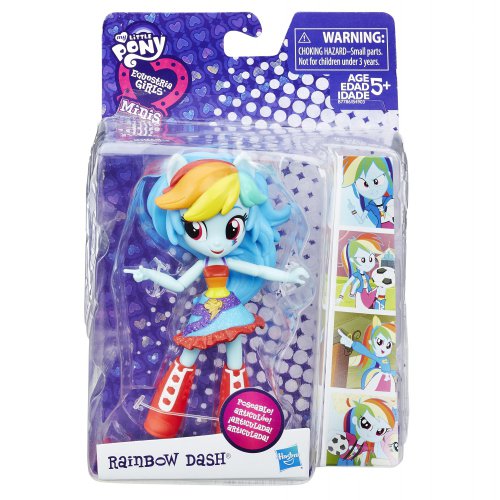 my LITTLE
PONY
EQUESTRIA
GIRLS
MINIS
WARNING:
CHOKING HAZARD–Small parts.
Not for children under 3 years.
AGE
EDAD 5+
IDADE
Poseable!
articulée!
¡articulada!
articulada!
Hasbro
RAINBOW DASH®